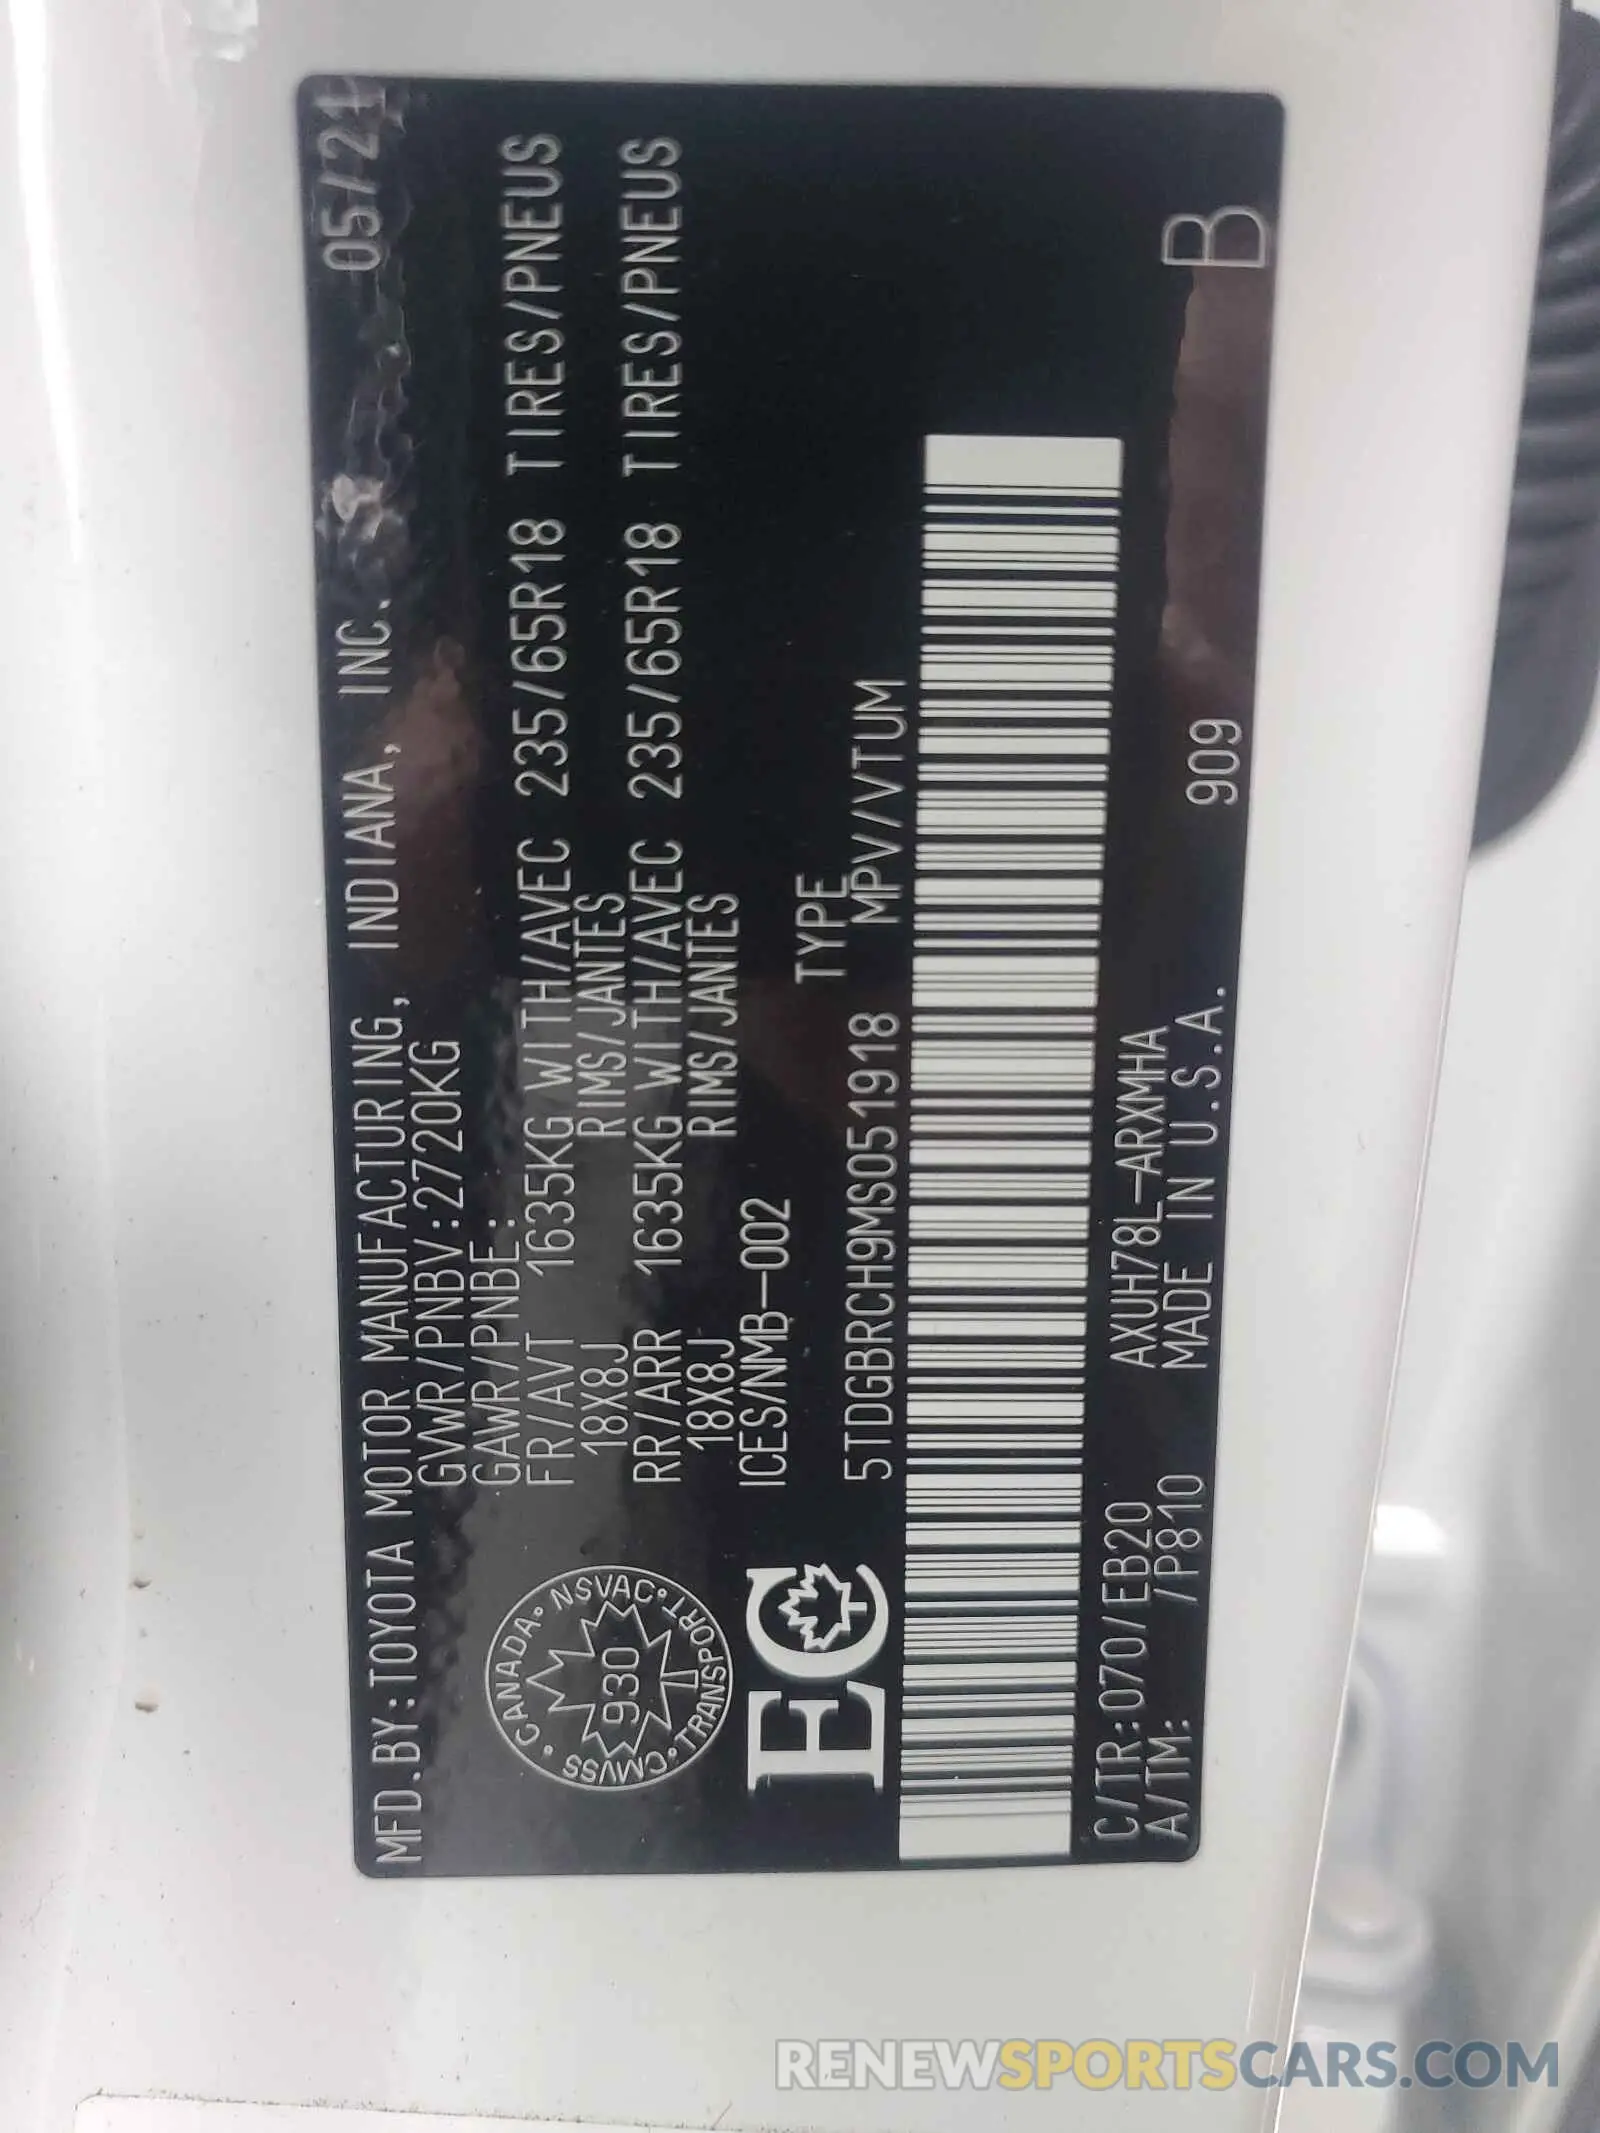 MFD.BY:TOYOTA MOTOR MANUFACTURING, INDIANA, INC. 05/21
GVWR/PNBV:2720KG
GAWR/PNBE:
FR/AVT 1635KG WITH/AVEC 235/65R18 TIRES/PNEUS
18X8J RIMS/JANTES
RR/ARR 1635KG WITH/AVEC 235/65R18 TIRES/PNEUS
18X8J RIMS/JANTES
ICES/NMB-002
CANADA • NSVAC • TRANSPORT • CMVSS •
930
T
EC
TYPE
5TDGBRCH9MS051918 MPV/VTUM
C/TR:070/EB20 AXUH78L-ARXMHA
A/TM: /P810 MADE IN U.S.A. 909 B
RENEWSPORTSCARS.COM